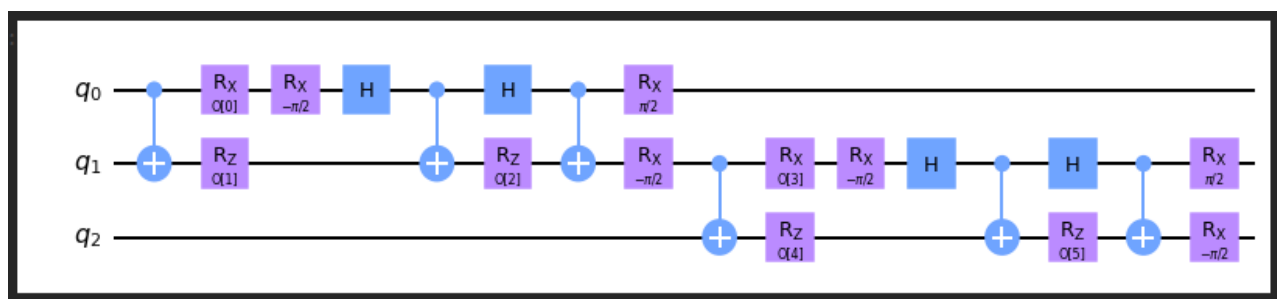 q0 RX O[0] RX −π/2 H H RX π/2
q1 RZ O[1] RZ O[2] RX −π/2 RX O[3] RX −π/2 H H RX π/2
q2 RZ O[4] RZ O[5] RX −π/2